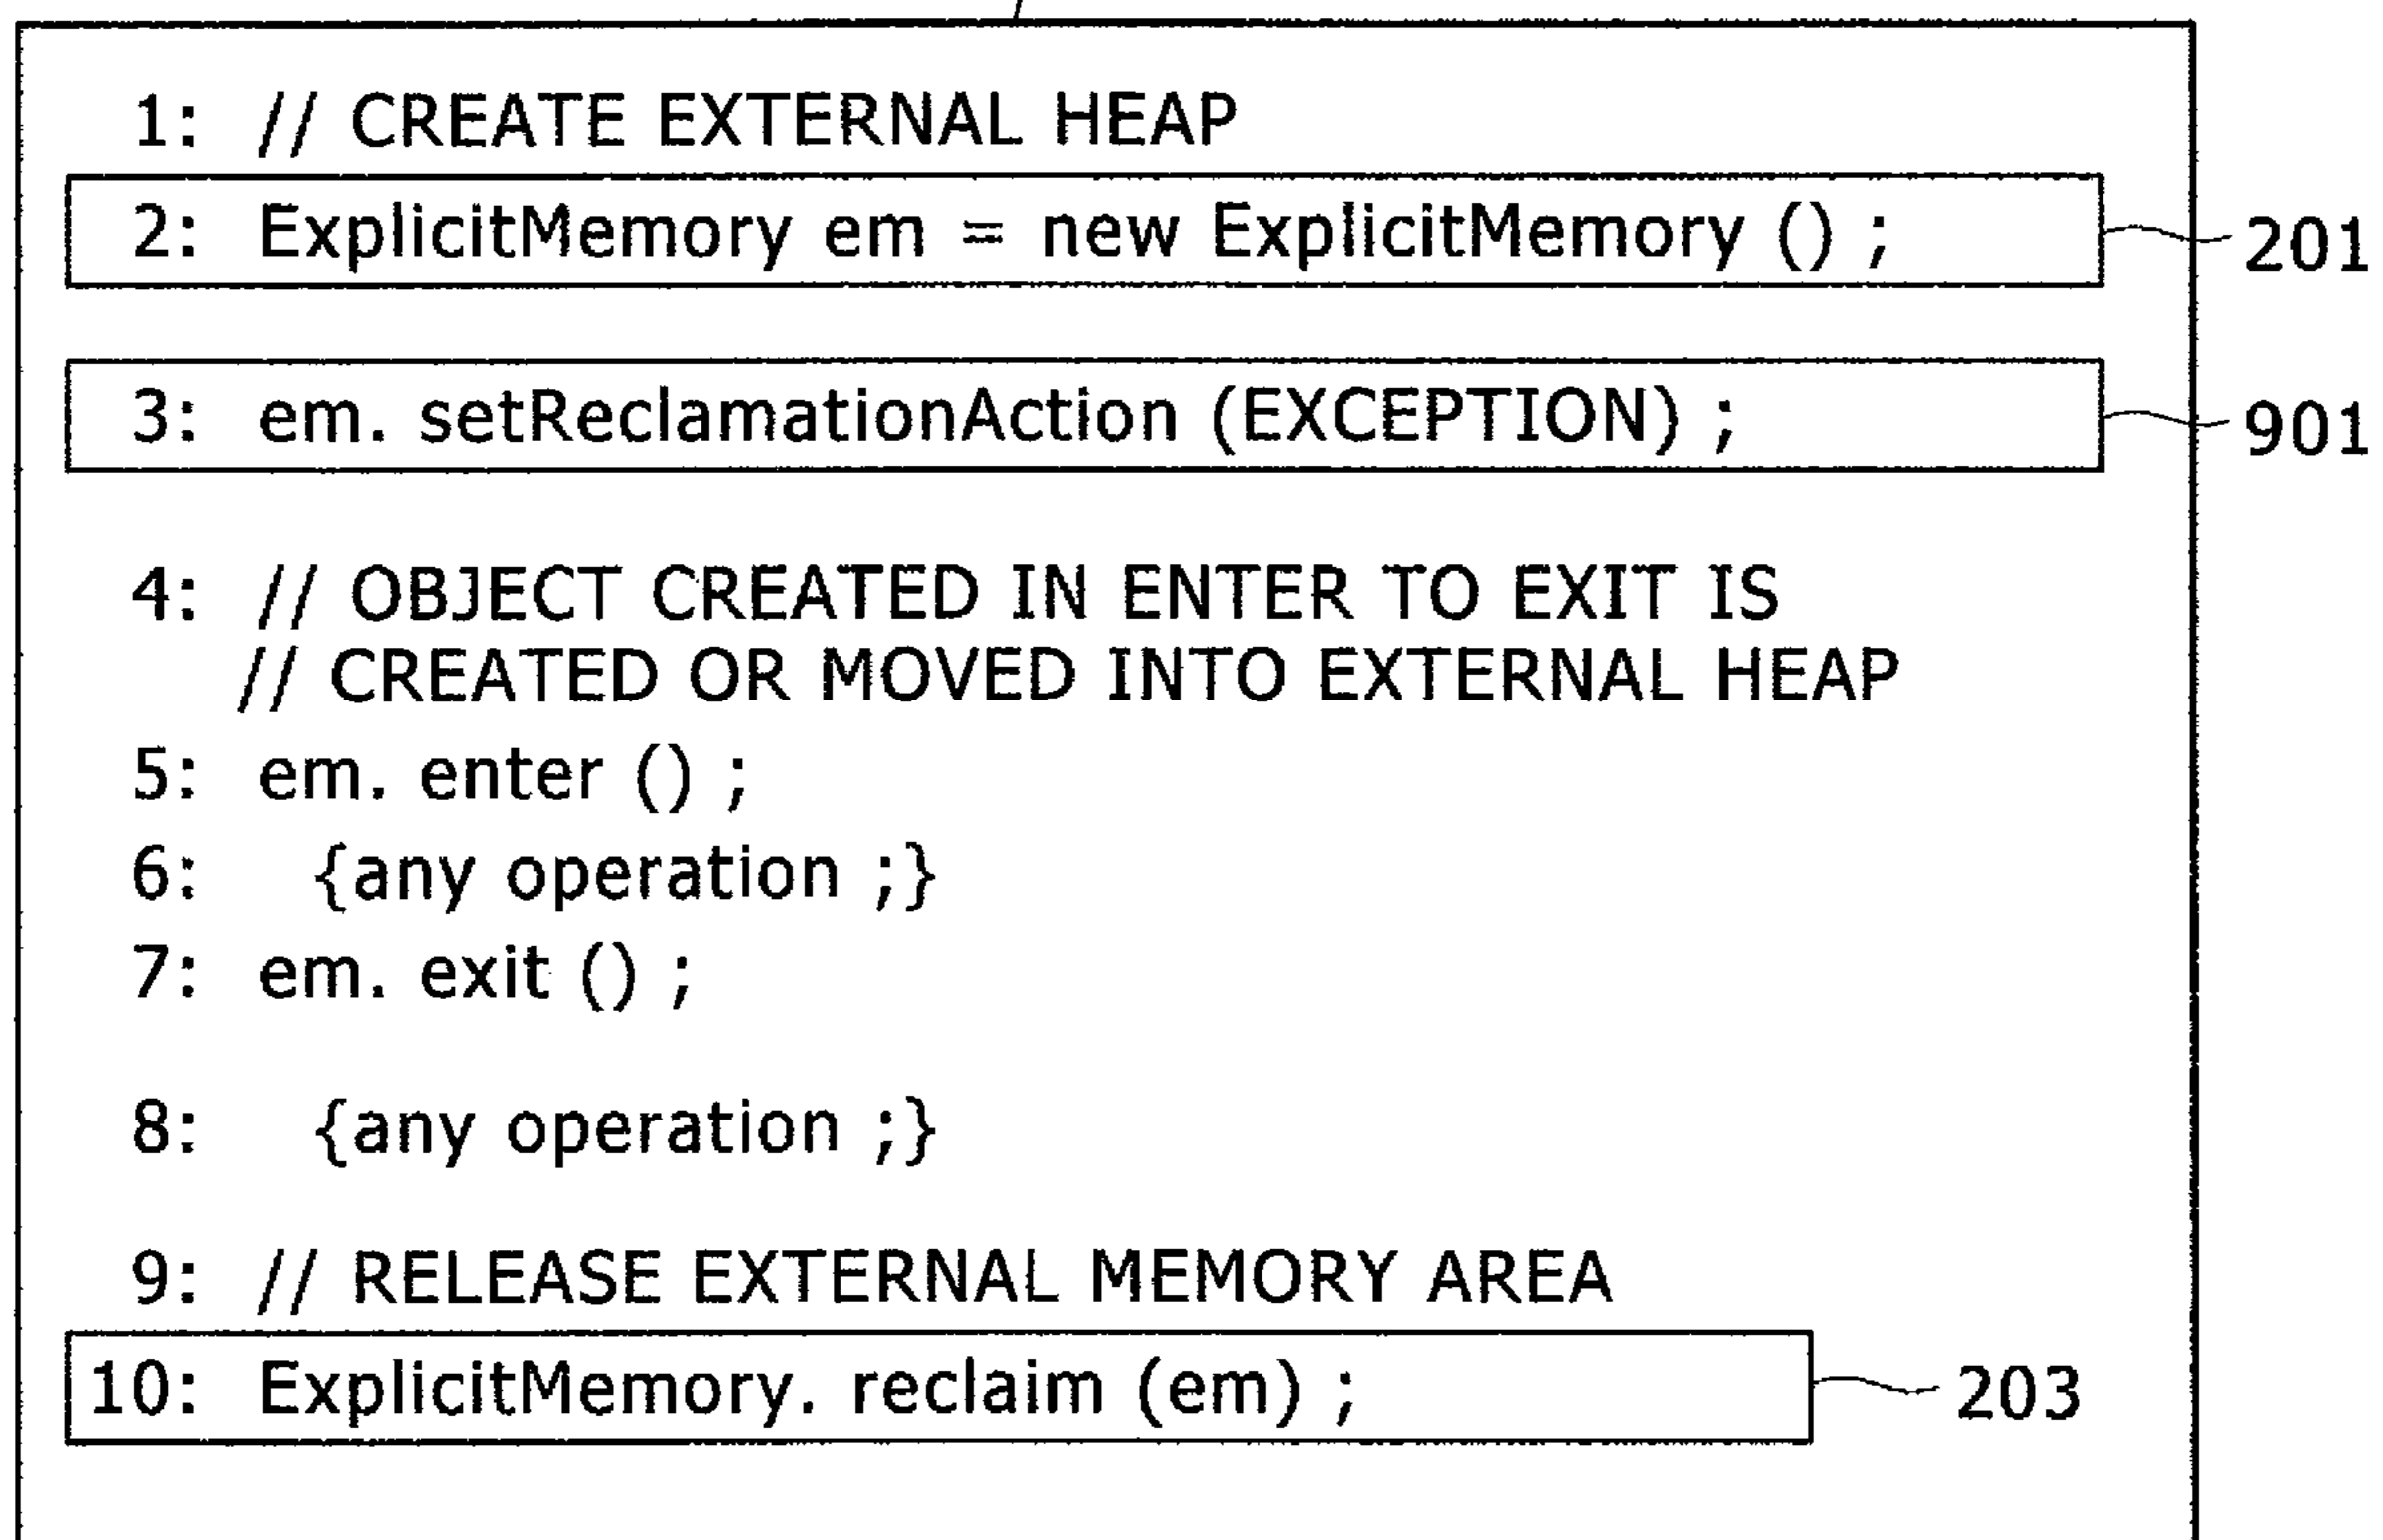 1: // CREATE EXTERNAL HEAP
2: ExplicitMemory em = new ExplicitMemory () ;
201
3: em. setReclamationAction (EXCEPTION) ;
901
4: // OBJECT CREATED IN ENTER TO EXIT IS
// CREATED OR MOVED INTO EXTERNAL HEAP
5: em. enter () ;
6: {any operation ;}
7: em. exit () ;
8: {any operation ;}
9: // RELEASE EXTERNAL MEMORY AREA
10: ExplicitMemory. reclaim (em) ;
203